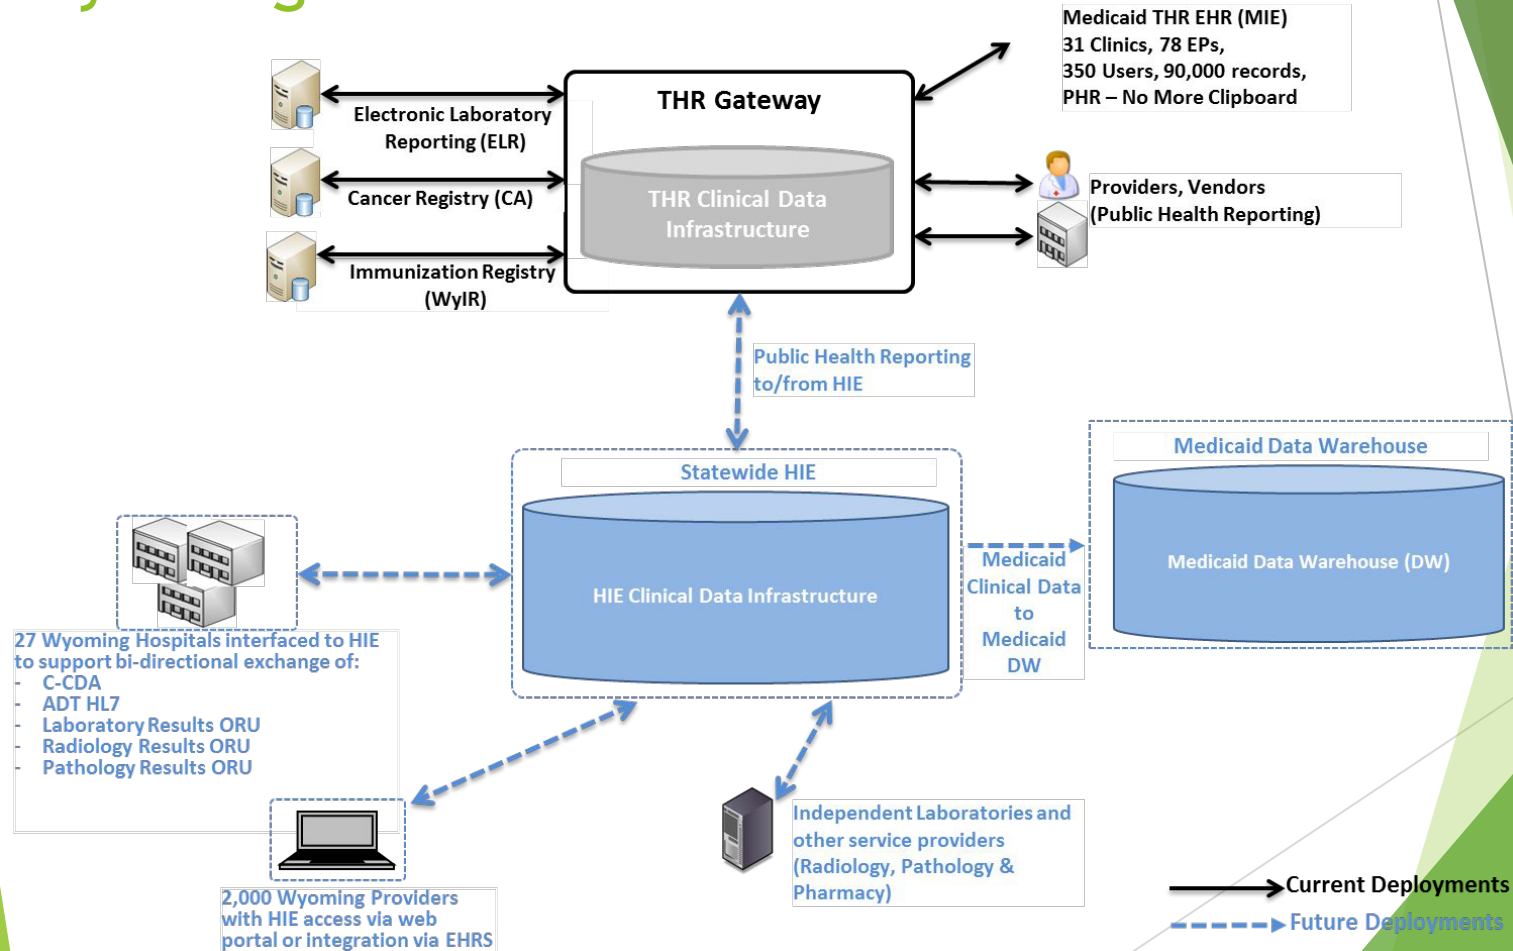 Medicaid THR EHR (MIE)
31 Clinics, 78 EPs,
350 Users, 90,000 records,
PHR – No More Clipboard
THR Gateway
THR Clinical Data
Infrastructure
Electronic Laboratory
Reporting (ELR)
Cancer Registry (CA)
Immunization Registry
(WyIR)
Providers, Vendors
(Public Health Reporting)
Public Health Reporting
to/from HIE
Statewide HIE
HIE Clinical Data Infrastructure
Medicaid
Clinical Data
to
Medicaid
DW
Medicaid Data Warehouse
Medicaid Data Warehouse (DW)
27 Wyoming Hospitals interfaced to HIE
to support bi-directional exchange of:
- C-CDA
- ADT HL7
- Laboratory Results ORU
- Radiology Results ORU
- Pathology Results ORU
2,000 Wyoming Providers
with HIE access via web
portal or integration via EHRS
Independent Laboratories and
other service providers
(Radiology, Pathology &
Pharmacy)
Current Deployments
Future Deployments